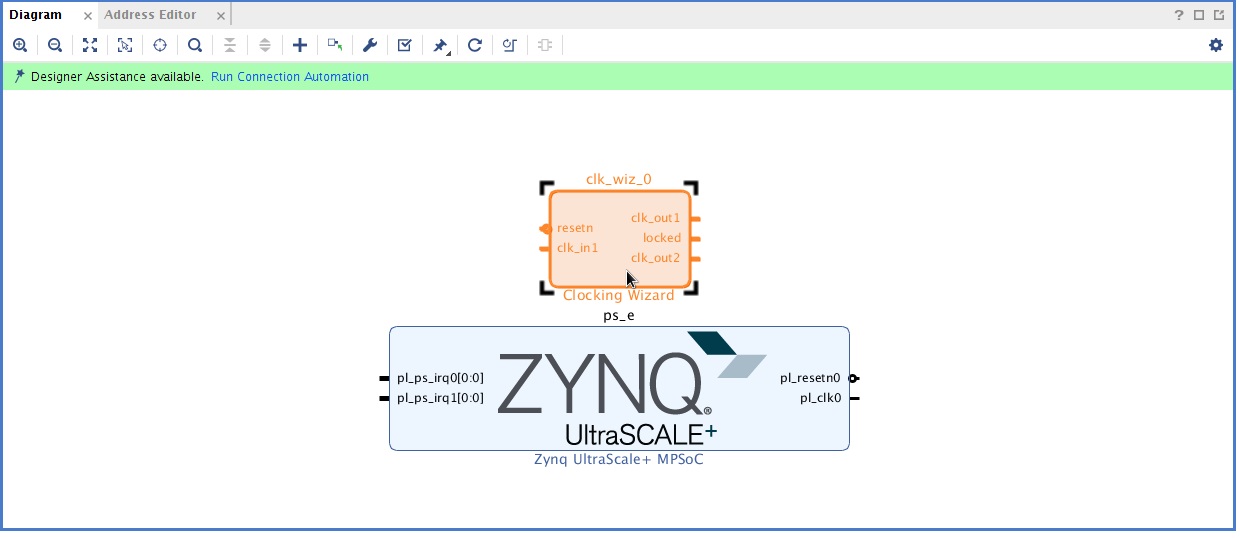 Diagram × Address Editor ×
?
Designer Assistance available. Run Connection Automation
clk_wiz_0
resetn
clk_in1
clk_out1
locked
clk_out2
Clocking Wizard
ps_e
pl_ps_irq0[0:0]
pl_ps_irq1[0:0]
ZYNQ®
UltraSCALE+
pl_resetn0
pl_clk0
Zynq UltraScale+ MPSoC